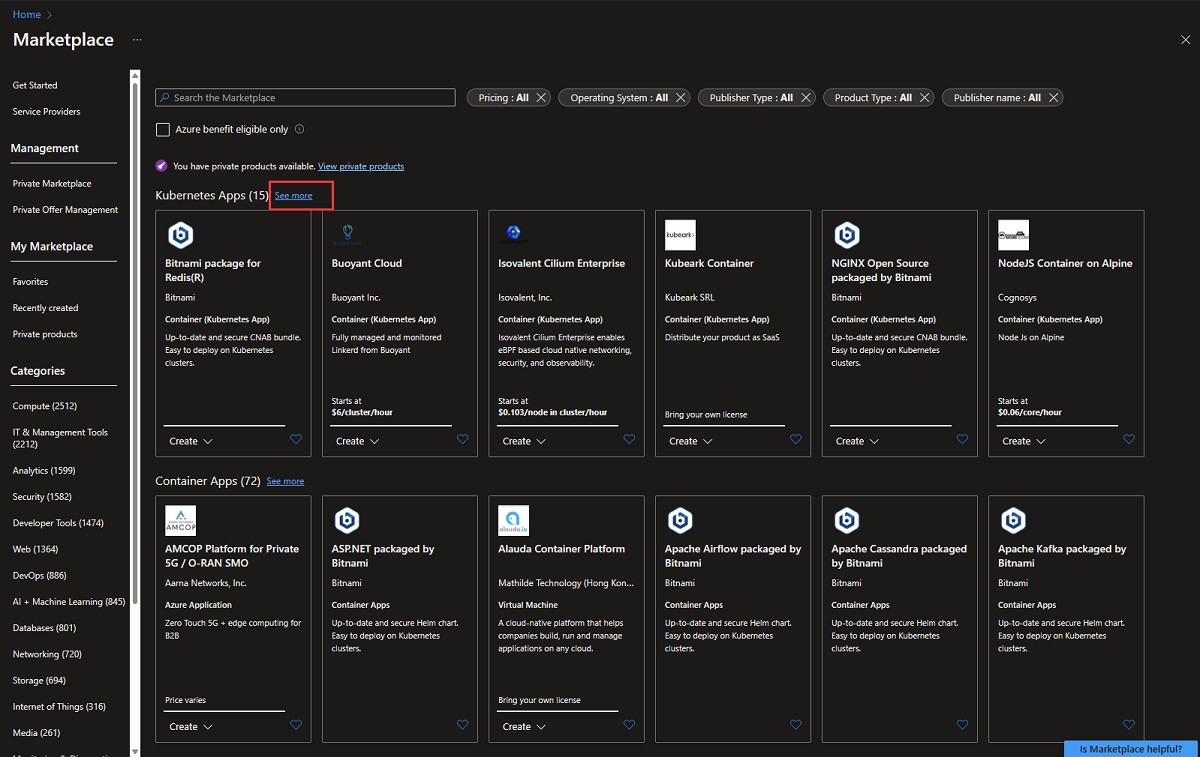 Home >
Marketplace ...
Get Started
Service Providers
Management
Private Marketplace
Private Offer Management
My Marketplace
Favorites
Recently created
Private products
Categories
Compute (2512)
IT & Management Tools
(2212)
Analytics (1599)
Security (1582)
Developer Tools (1474)
Web (1364)
DevOps (886)
AI + Machine Learning (845)
Databases (801)
Networking (720)
Storage (694)
Internet of Things (316)
Media (261)
Search the Marketplace
Pricing : All
Operating System : All
Publisher Type : All
Product Type : All
Publisher name : All
Azure benefit eligible only
You have private products available. View private products
Kubernetes Apps (15) See more
Bitnami package for
Redis(R)
Bitnami
Container (Kubernetes App)
Up-to-date and secure CNAB bundle.
Easy to deploy on Kubernetes
clusters.
Create
Buoyant Cloud
Buoyant Inc.
Container (Kubernetes App)
Fully managed and monitored
Linkerd from Buoyant
Starts at
$6/cluster/hour
Create
Isovalent Cilium Enterprise
Isovalent, Inc.
Container (Kubernetes App)
Isovalent Cilium Enterprise enables
eBPF based cloud native networking,
security, and observability.
Starts at
$0.103/node in cluster/hour
Create
kubeark
Kubeark Container
Kubeark SRL
Container (Kubernetes App)
Distribute your product as SaaS
Bring your own license
Create
NGINX Open Source
packaged by Bitnami
Bitnami
Container (Kubernetes App)
Up-to-date and secure CNAB bundle.
Easy to deploy on Kubernetes
clusters.
Create
NodeJS Container on Alpine
Cognosys
Container (Kubernetes App)
Node Js on Alpine
Starts at
$0.06/core/hour
Create
Container Apps (72) See more
AMCOP
AMCOP Platform for Private
5G / O-RAN SMO
Aarna Networks, Inc.
Azure Application
Zero Touch 5G + edge computing for
B2B
Price varies
Create
ASP.NET packaged by
Bitnami
Bitnami
Container Apps
Up-to-date and secure Helm chart.
Easy to deploy on Kubernetes
clusters.
alauda.io
Alauda Container Platform
Mathilde Technology (Hong Kon...
Virtual Machine
A cloud-native platform that helps
companies build, run and manage
applications on any cloud.
Bring your own license
Create
Apache Airflow packaged by
Bitnami
Bitnami
Container Apps
Up-to-date and secure Helm chart.
Easy to deploy on Kubernetes
clusters.
Apache Cassandra packaged
by Bitnami
Bitnami
Container Apps
Up-to-date and secure Helm chart.
Easy to deploy on Kubernetes
clusters.
Apache Kafka packaged by
Bitnami
Bitnami
Container Apps
Up-to-date and secure Helm chart.
Easy to deploy on Kubernetes
clusters.
Is Marketplace helpful?